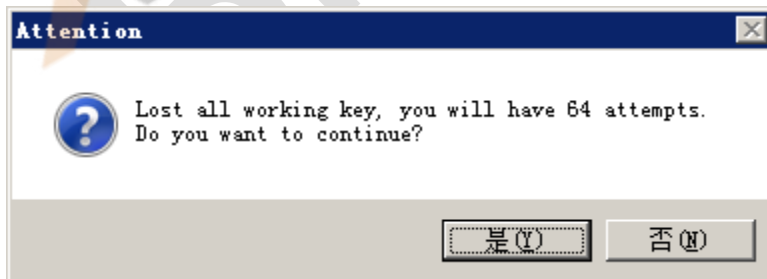 Attention
Lost all working key, you will have 64 attempts.
Do you want to continue?
是(Y)
否(N)